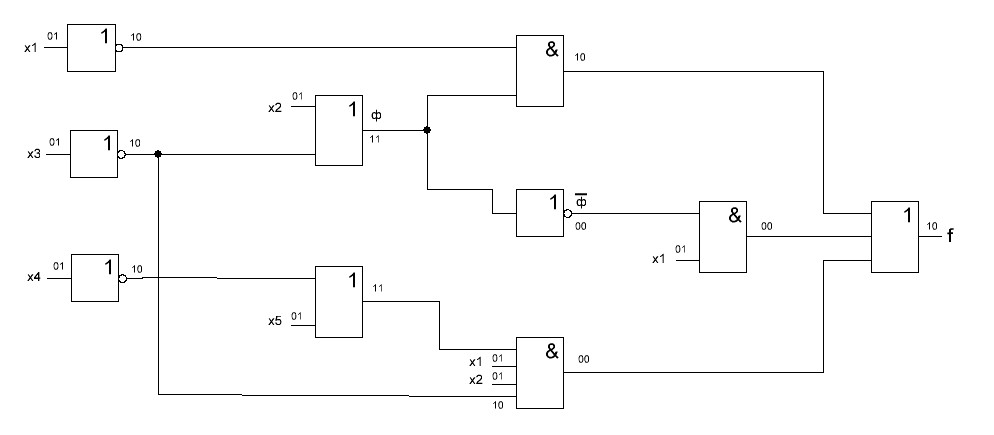 x1 01 1 10
& 10
x2 01 1 ф 11
x3 01 1 10
1 ф 00
& 00
x1 01
1 10 f
x4 01 1 10
1 11
x5 01
& 00
x1 01
x2 01
10